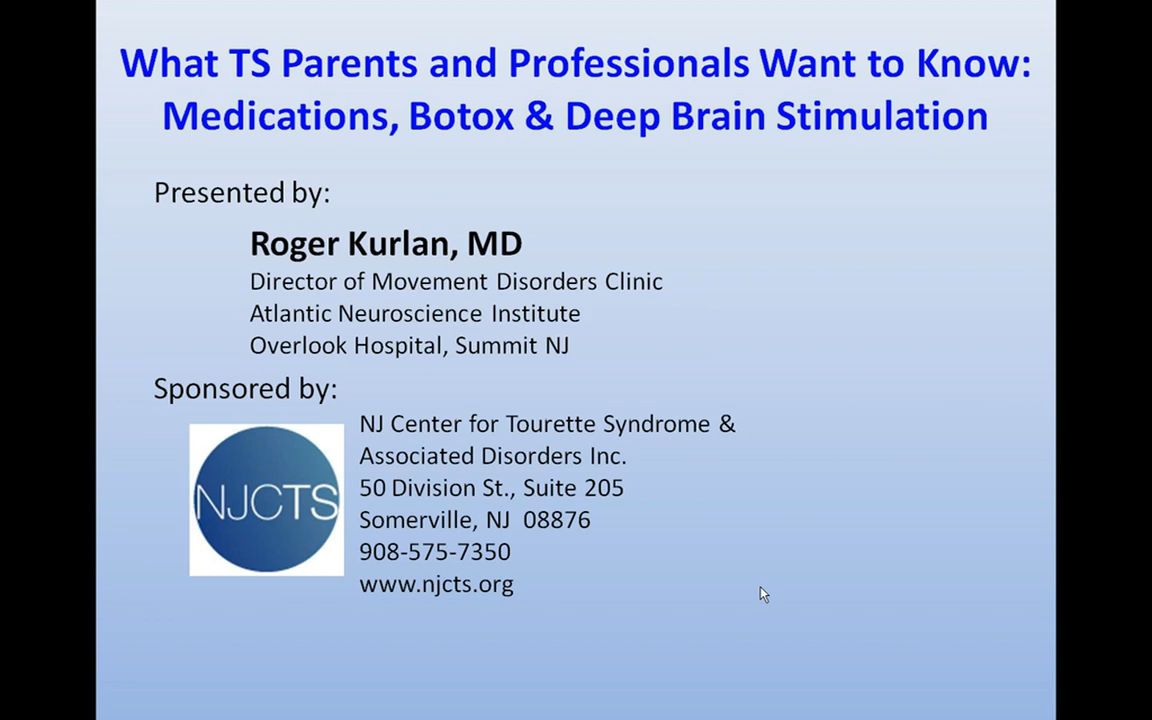 What TS Parents and Professionals Want to Know:
Medications, Botox & Deep Brain Stimulation
Presented by:
Roger Kurlan, MD
Director of Movement Disorders Clinic
Atlantic Neuroscience Institute
Overlook Hospital, Summit NJ
Sponsored by:
NJCTS
NJ Center for Tourette Syndrome &
Associated Disorders Inc.
50 Division St., Suite 205
Somerville, NJ  08876
908-575-7350
www.njcts.org